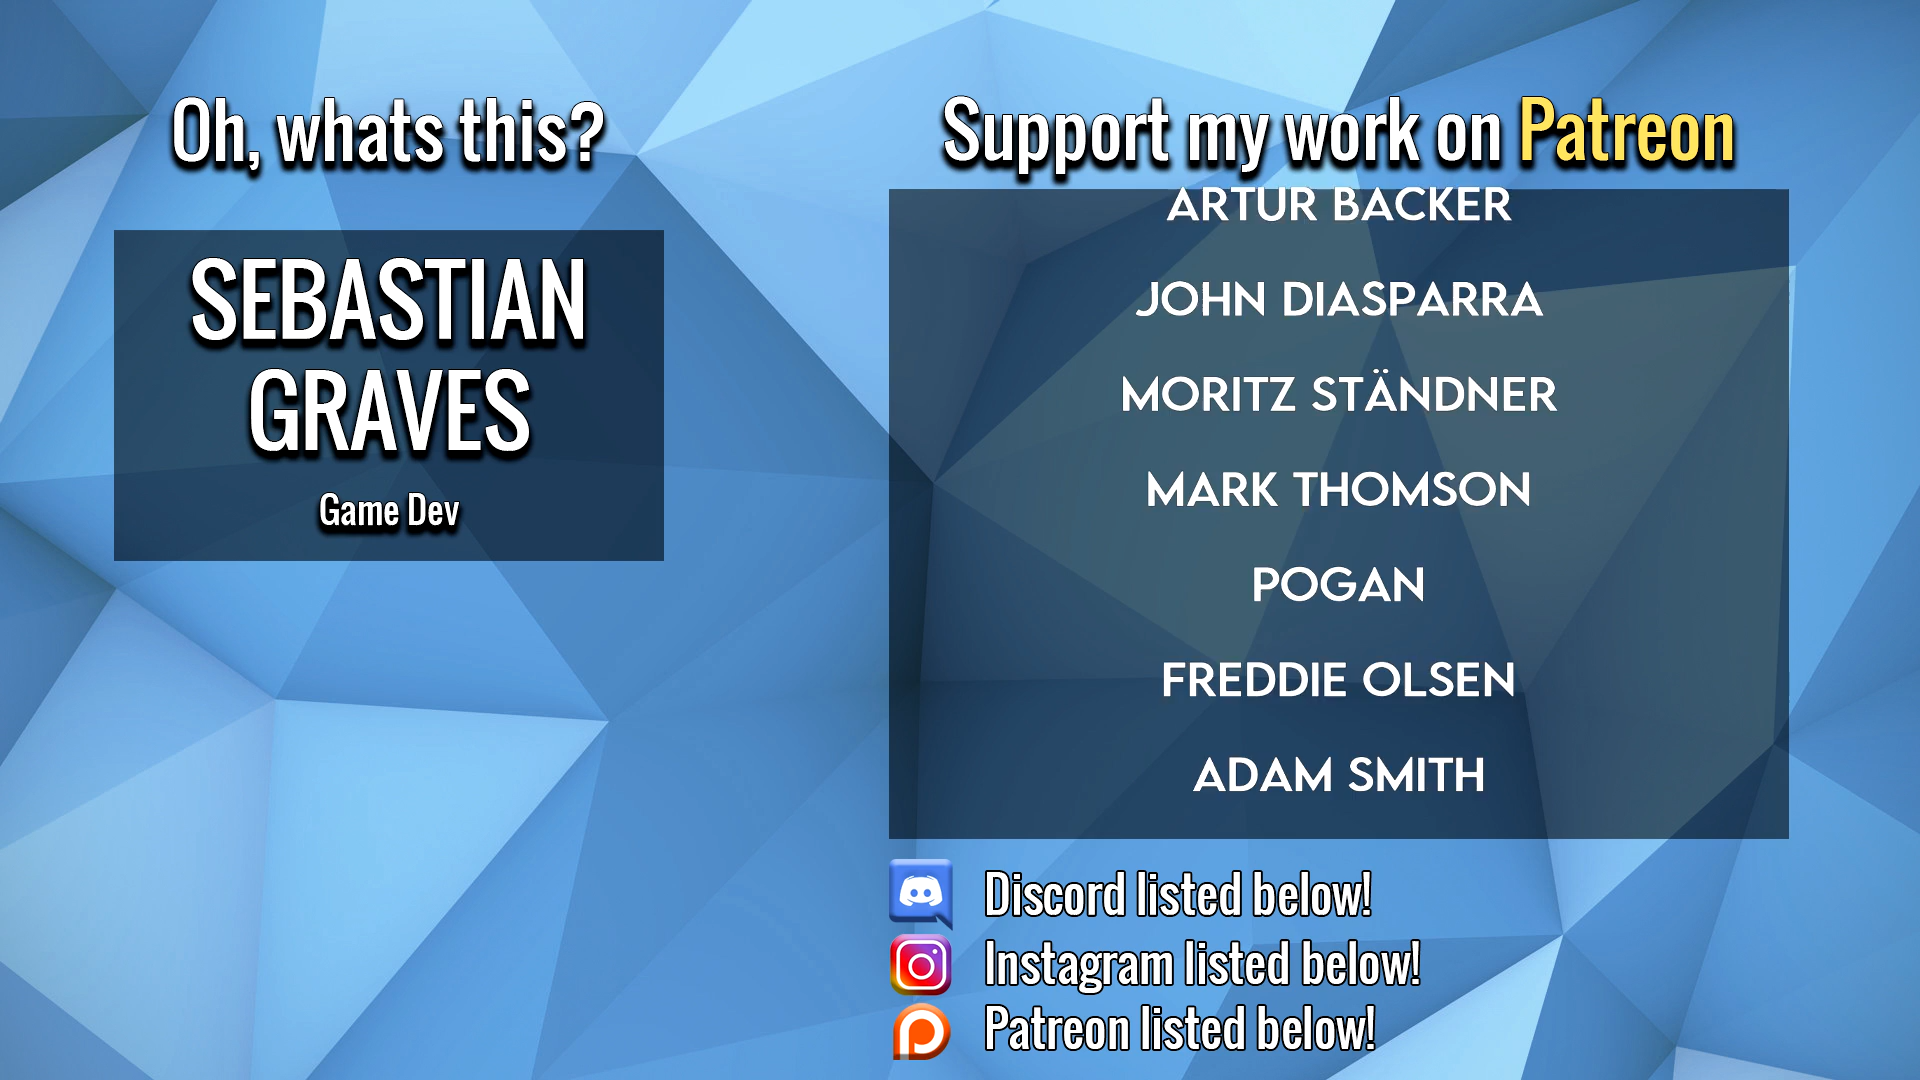 Oh, whats this?
SEBASTIAN
GRAVES
Game Dev
Support my work on Patreon
ARTUR BACKER
JOHN DIASPARRA
MORITZ STÄNDNER
MARK THOMSON
POGAN
FREDDIE OLSEN
ADAM SMITH
Discord listed below!
Instagram listed below!
Patreon listed below!